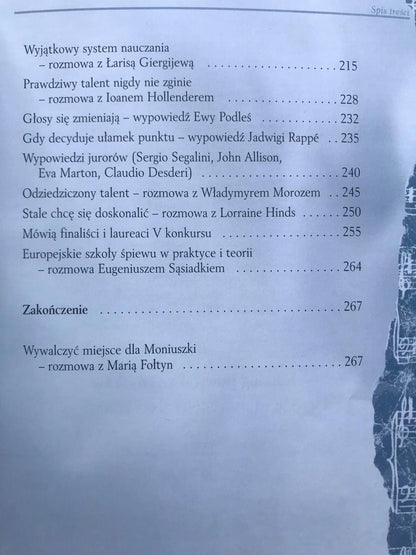 Spis treści
Wyjątkowy system nauczania
– rozmowa z Łarisą Giergijewą . . . . . . . . . . . . . . . . . . . 215
Prawdziwy talent nigdy nie zginie
– rozmowa z Ioanem Hollenderem . . . . . . . . . . . . . . . . . 228
Głosy się zmieniają – wypowiedź Ewy Podleś . . . . . . . . . . . 232
Gdy decyduje ułamek punktu – wypowiedź Jadwigi Rappé . . 235
Wypowiedzi jurorów (Sergio Segalini, John Allison,
Eva Marton, Claudio Desderi) . . . . . . . . . . . . . . . . . . . 240
Odziedziczony talent – rozmowa z Władymyrem Morozem . . 245
Stale chcę się doskonalić – rozmowa z Lorraine Hinds . . . . . 250
Mówią finaliści i laureaci V konkursu . . . . . . . . . . . . . . . . 255
Europejskie szkoły śpiewu w praktyce i teorii
– rozmowa Eugeniuszem Sąsiadkiem . . . . . . . . . . . . . . . 264
Zakończenie . . . . . . . . . . . . . . . . . . . . . . . . . . . . . . . . . 267
Wywalczyć miejsce dla Moniuszki
– rozmowa z Marią Fołtyn . . . . . . . . . . . . . . . . . . . . . . 267